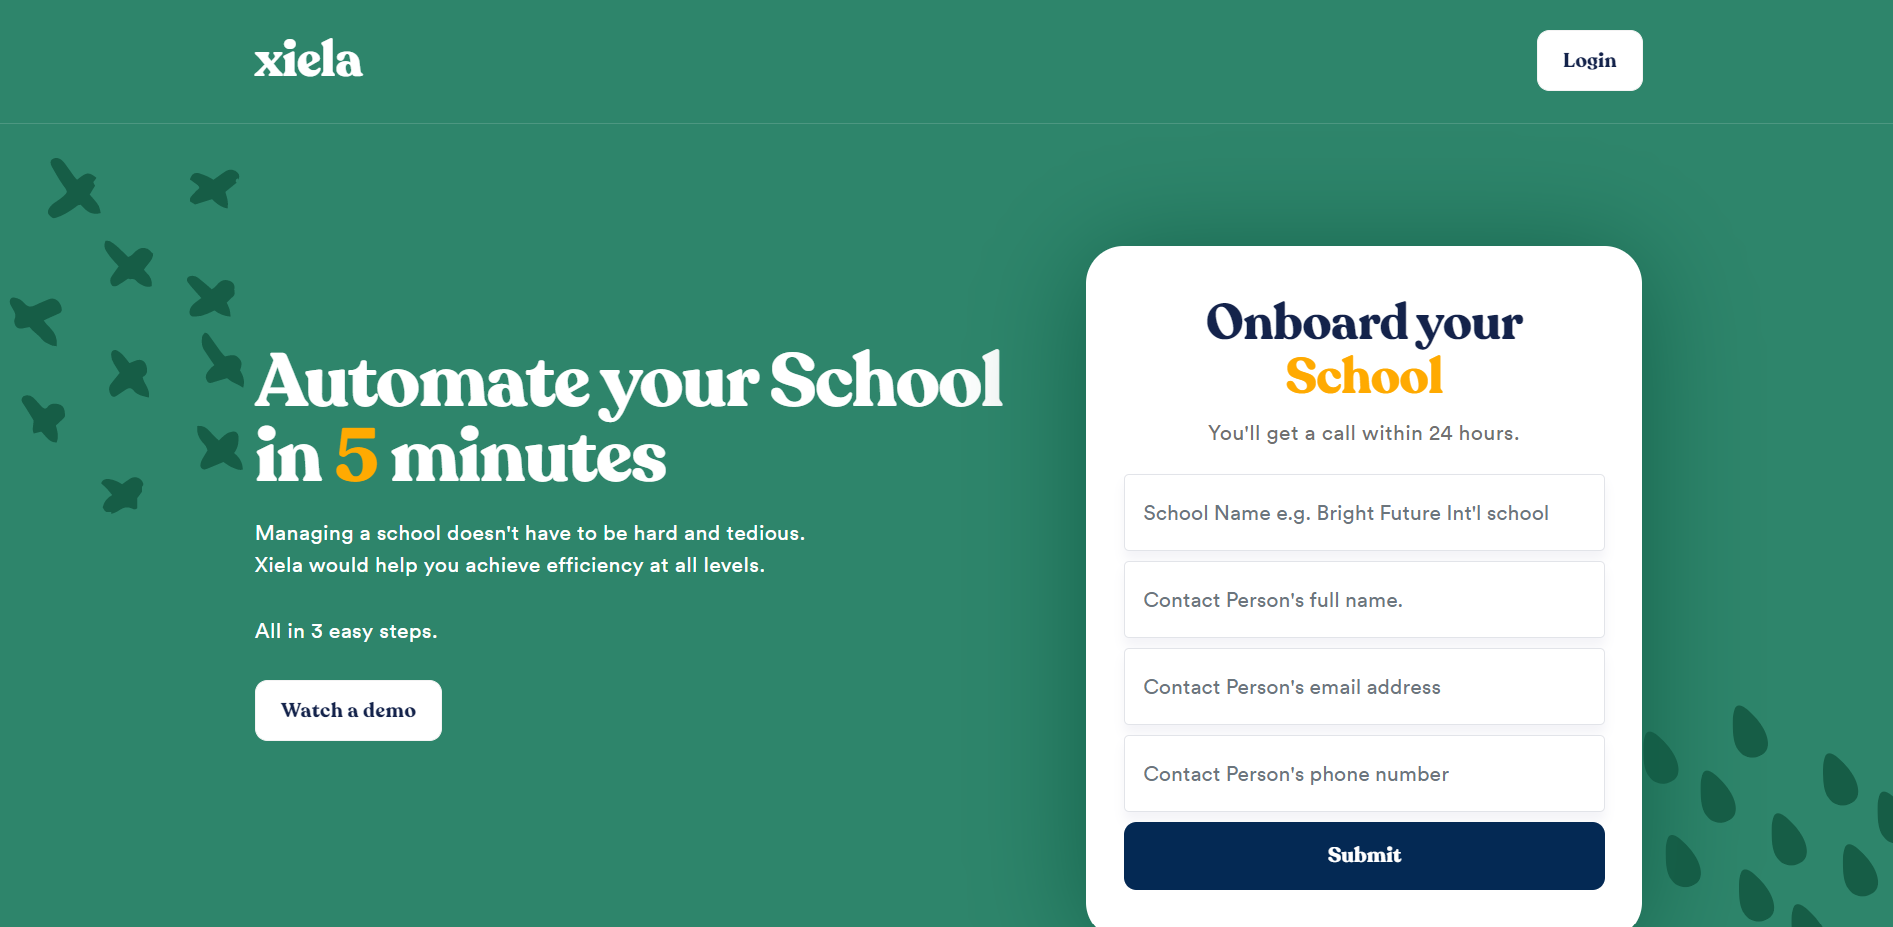 xiela
Login
Automate your School
in 5 minutes
Managing a school doesn't have to be hard and tedious.
Xiela would help you achieve efficiency at all levels.
All in 3 easy steps.
Watch a demo
Onboard your
School
You'll get a call within 24 hours.
School Name e.g. Bright Future Int'l school
Contact Person's full name.
Contact Person's email address
Contact Person's phone number
Submit